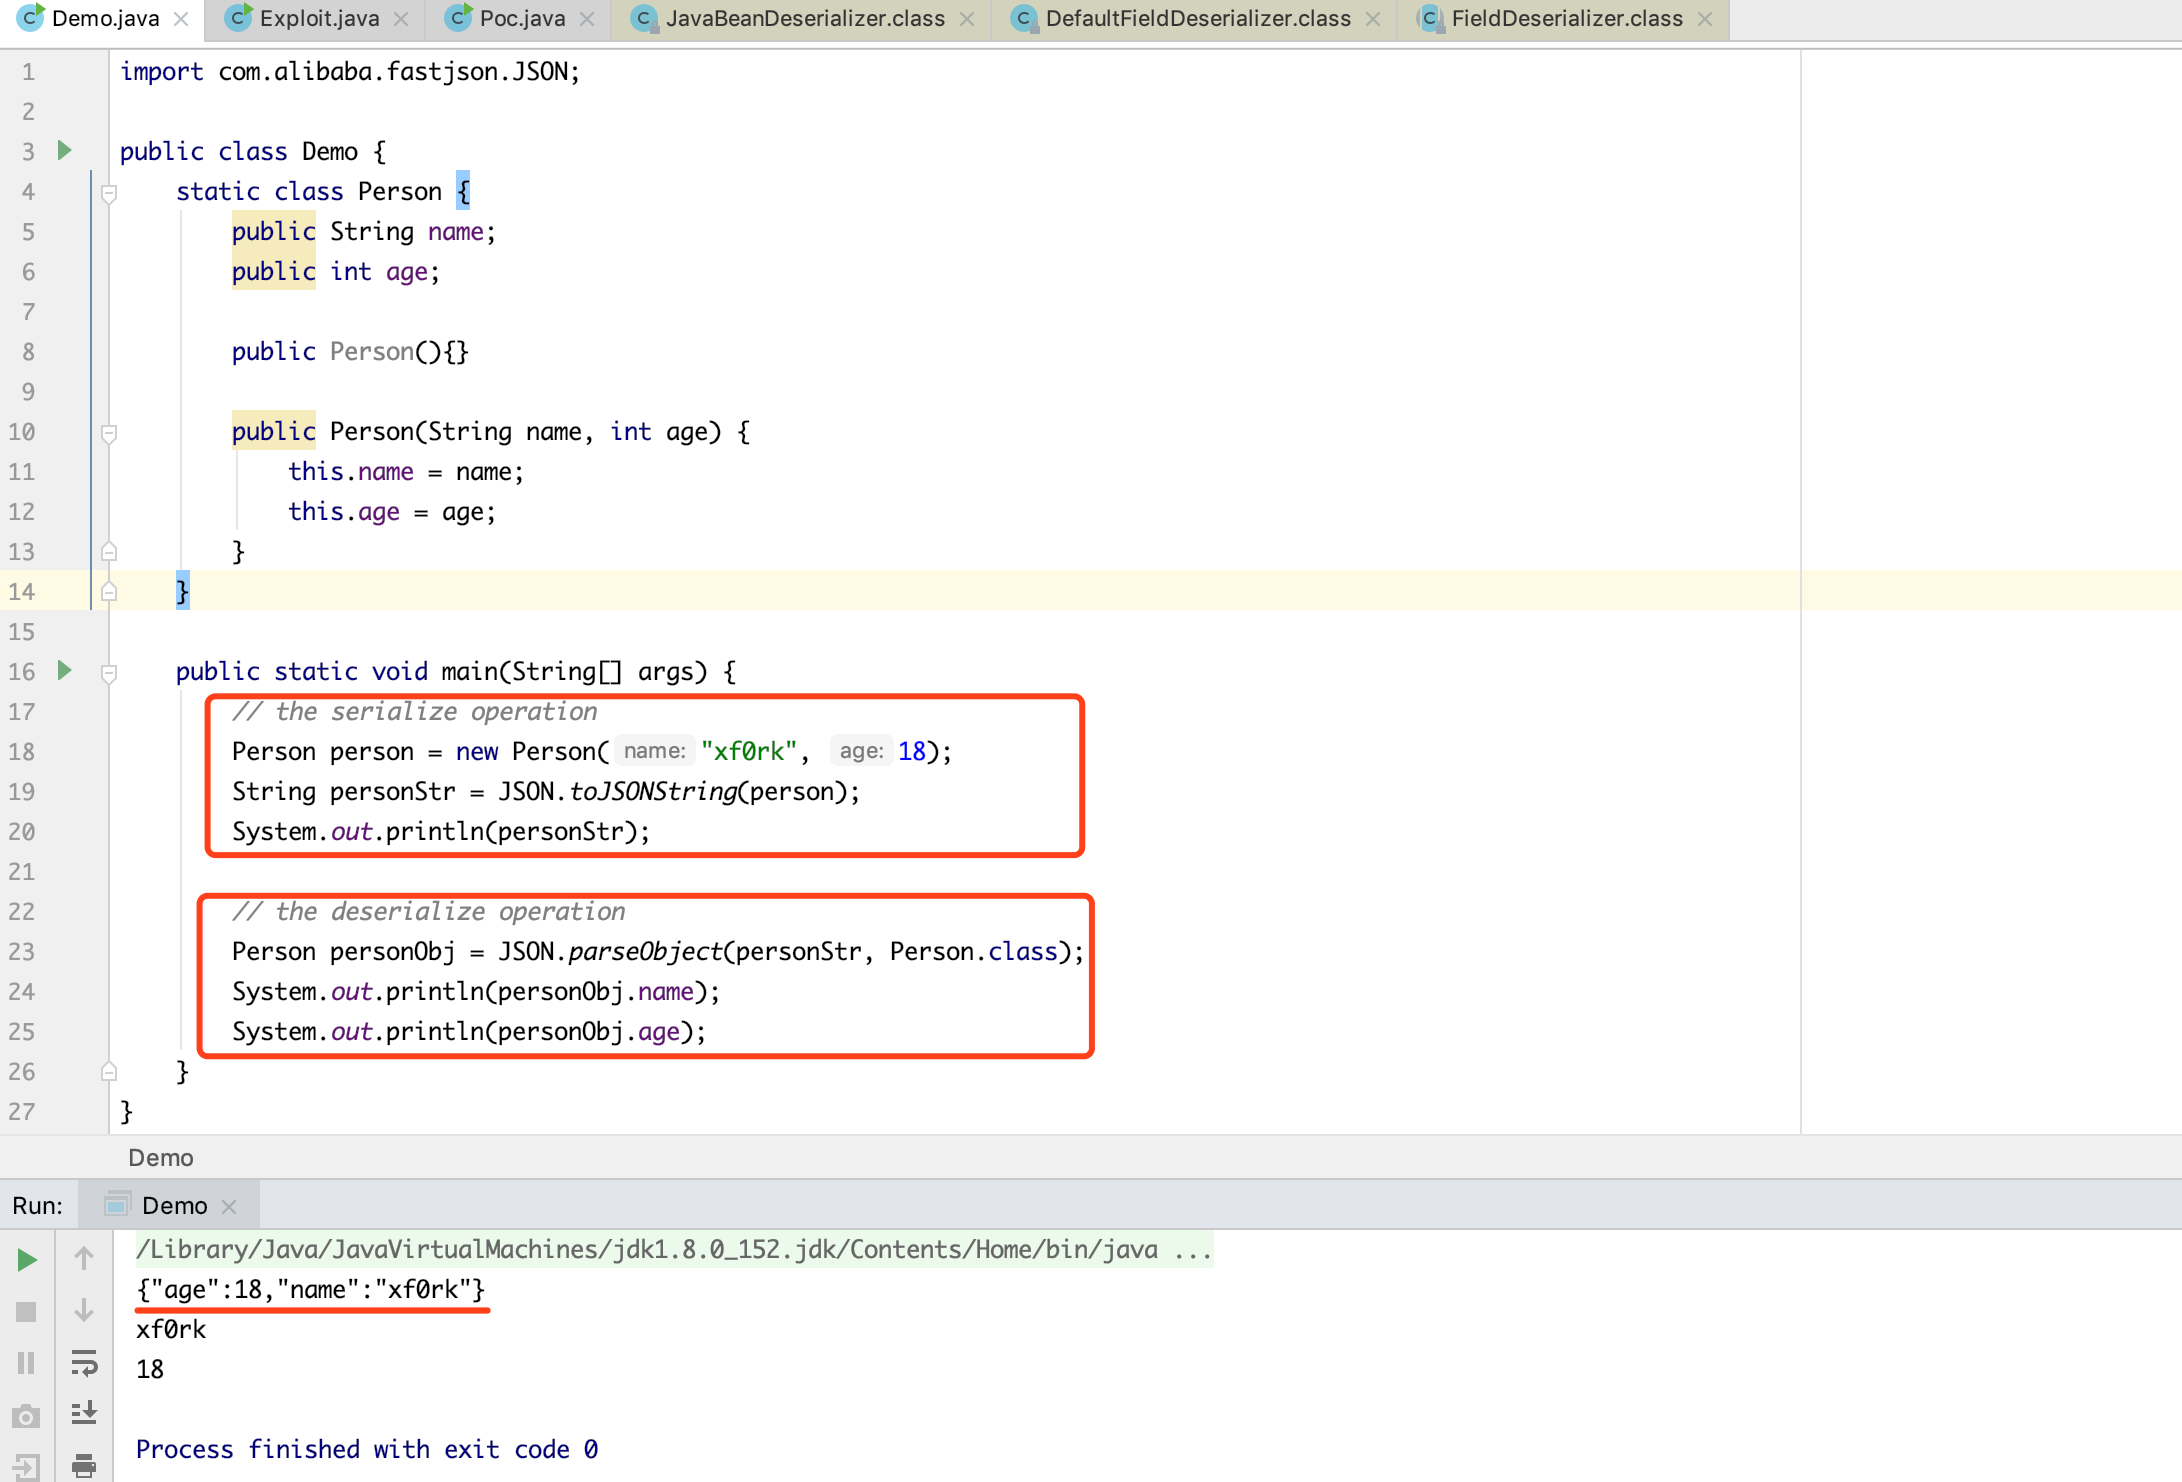 Demo.java Exploit.java Poc.java JavaBeanDeserializer.class DefaultFieldDeserializer.class FieldDeserializer.class
1 import com.alibaba.fastjson.JSON;
2
3 public class Demo {
4 static class Person {
5 public String name;
6 public int age;
7
8 public Person(){}
9
10 public Person(String name, int age) {
11 this.name = name;
12 this.age = age;
13 }
14 }
15
16 public static void main(String[] args) {
17 // the serialize operation
18 Person person = new Person( name: "xf0rk", age: 18);
19 String personStr = JSON.toJSONString(person);
20 System.out.println(personStr);
21
22 // the deserialize operation
23 Person personObj = JSON.parseObject(personStr, Person.class);
24 System.out.println(personObj.name);
25 System.out.println(personObj.age);
26 }
27 }
Demo
Run: Demo
/Library/Java/JavaVirtualMachines/jdk1.8.0_152.jdk/Contents/Home/bin/java ...
{"age":18,"name":"xf0rk"}
xf0rk
18
Process finished with exit code 0